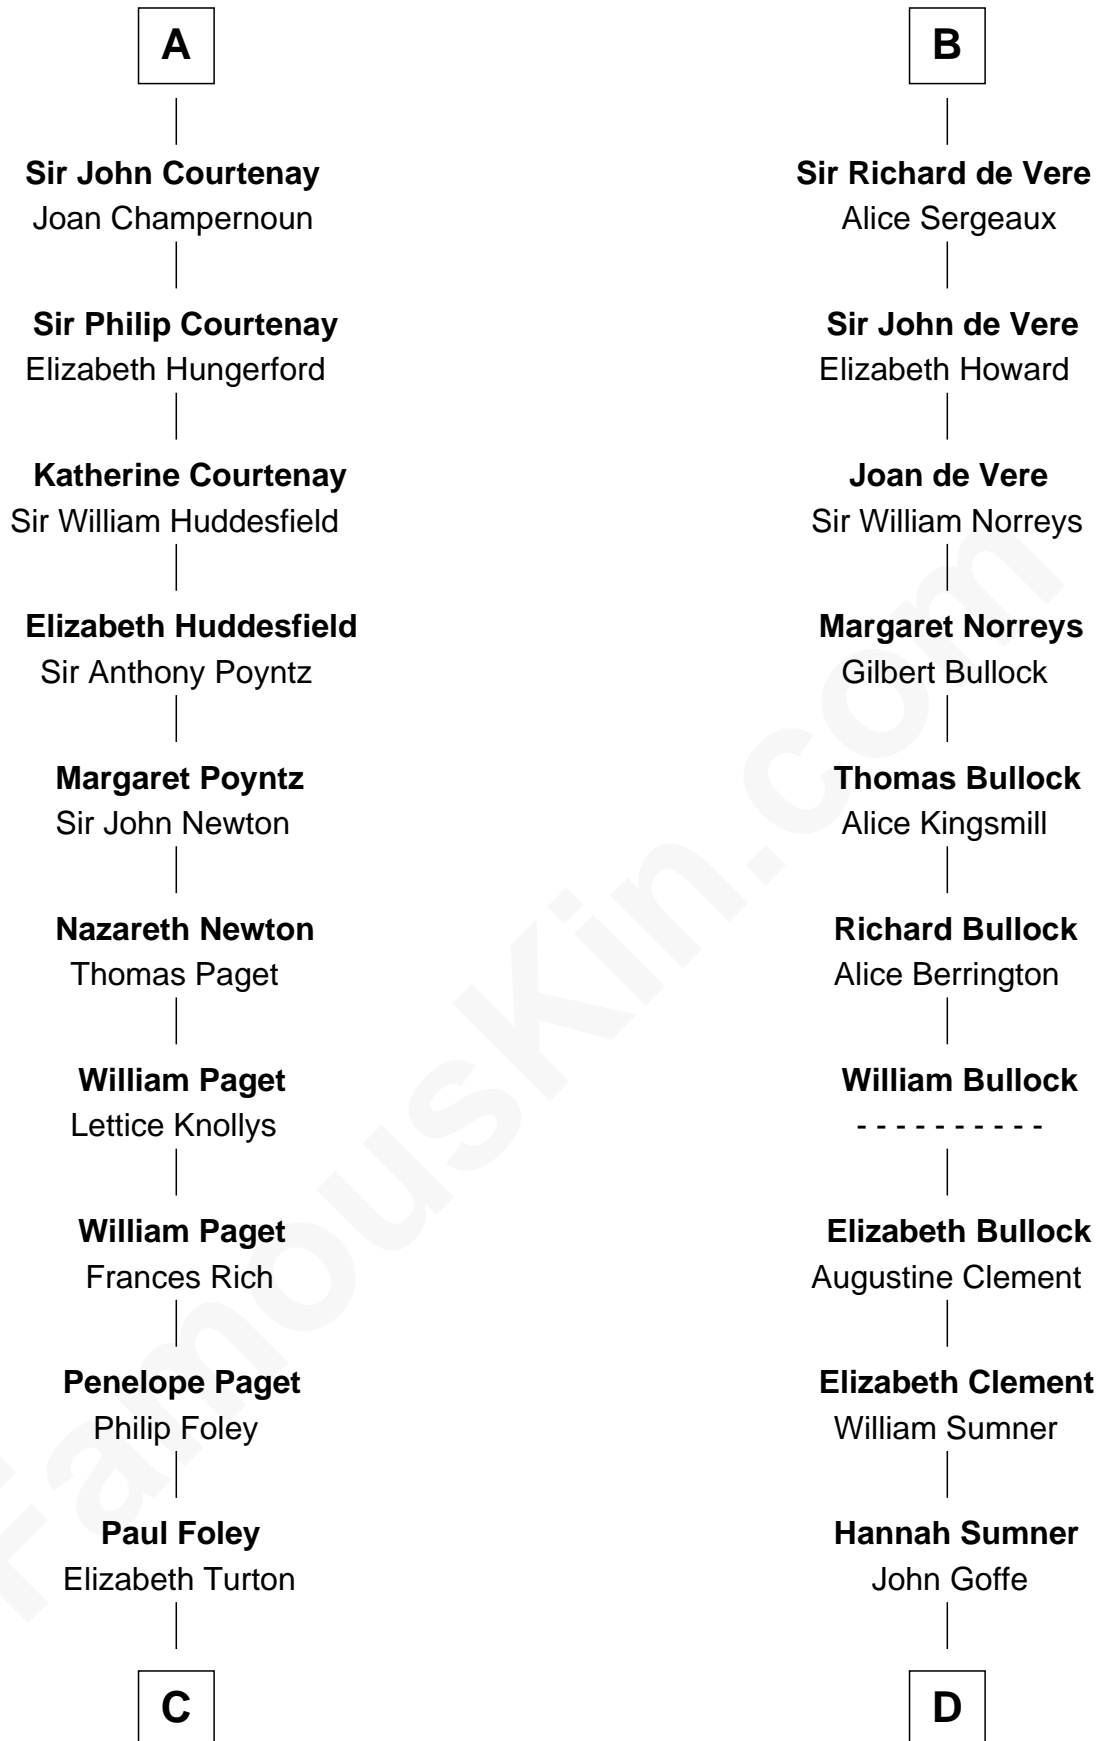 A
Sir John Courtenay
Joan Champernoun
Sir Philip Courtenay
Elizabeth Hungerford
Katherine Courtenay
Sir William Huddesfield
Elizabeth Huddesfield
Sir Anthony Poyntz
Margaret Poyntz
Sir John Newton
Nazareth Newton
Thomas Paget
William Paget
Lettice Knollys
William Paget
Frances Rich
Penelope Paget
Philip Foley
Paul Foley
Elizabeth Turton
C
B
Sir Richard de Vere
Alice Sergeaux
Sir John de Vere
Elizabeth Howard
Joan de Vere
Sir William Norreys
Margaret Norreys
Gilbert Bullock
Thomas Bullock
Alice Kingsmill
Richard Bullock
Alice Berrington
William Bullock
- - - - - - - - - -
Elizabeth Bullock
Augustine Clement
Elizabeth Clement
William Sumner
Hannah Sumner
John Goffe
D
FamousKin.com